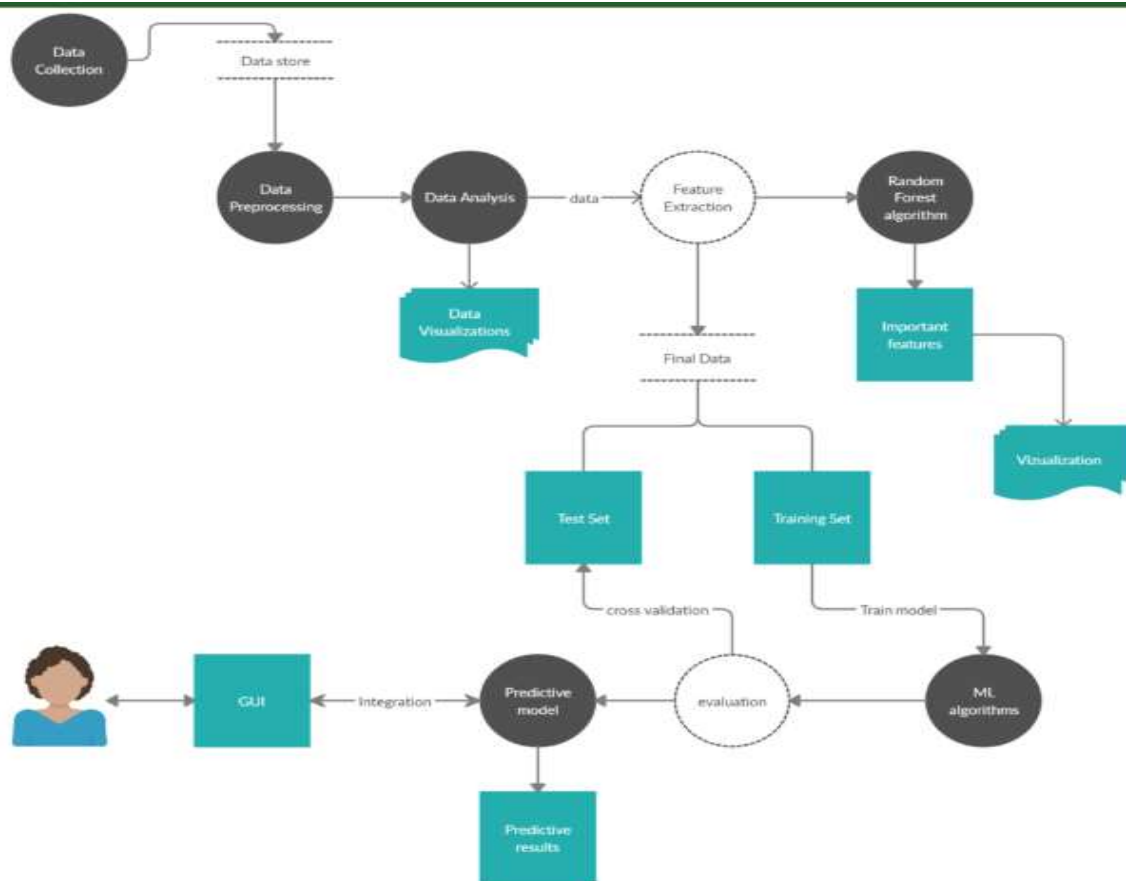 Data
Collection
Data store
Data
Preprocessing
Data Analysis
data
Feature
Extraction
Random
Forest
algorithm
Data
Visualizations
Important
features
Final Data
Vizualization
Test Set
Training Set
cross validation
Train model
GUI
Integration
Predictive
model
evaluation
ML
algorithms
Predictive
results